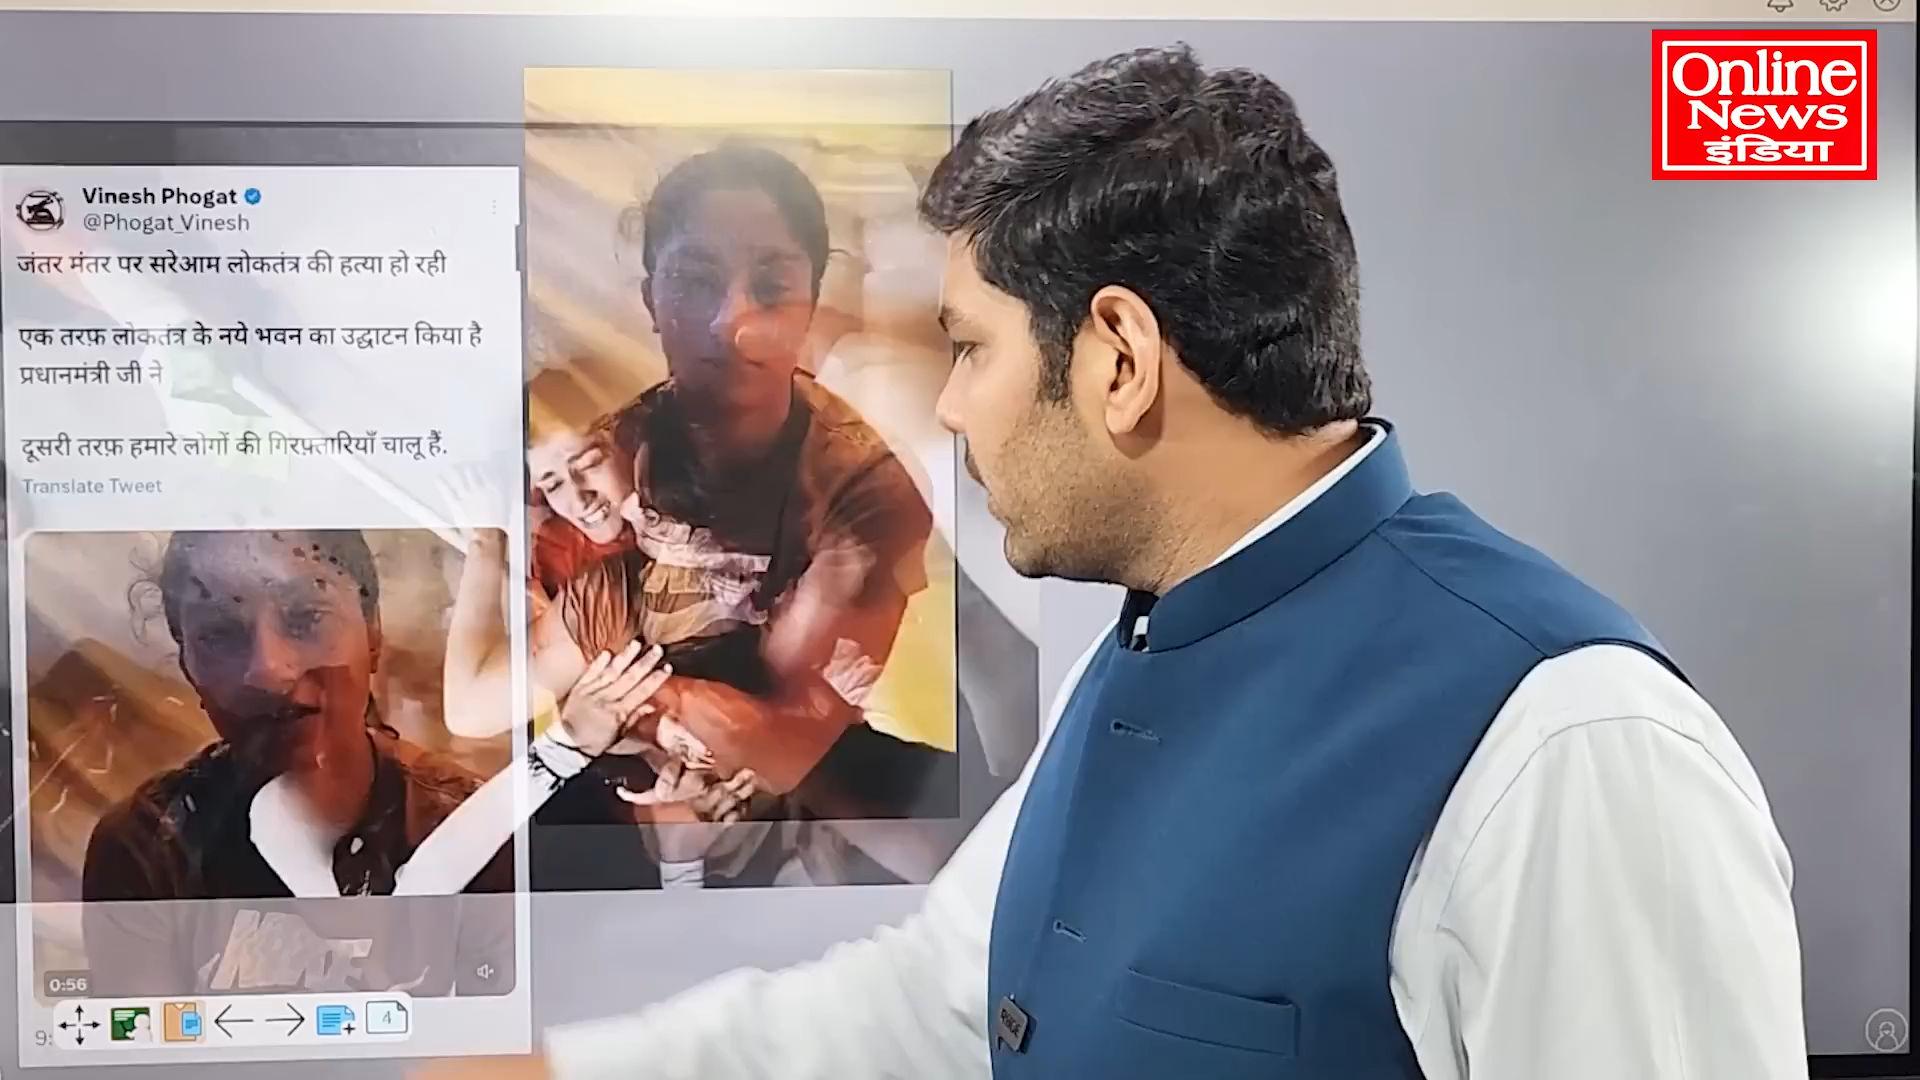 Online
News
इंडिया
Vinesh Phogat
@Phogat_Vinesh
जंतर मंतर पर सरेआम लोकतंत्र की हत्या हो रही
एक तरफ़ लोकतंत्र के नये भवन का उद्घाटन किया है
प्रधानमंत्री जी ने
दूसरी तरफ़ हमारे लोगों की गिरफ़्तारियाँ चालू हैं.
Translate Tweet
0:56
9:
4